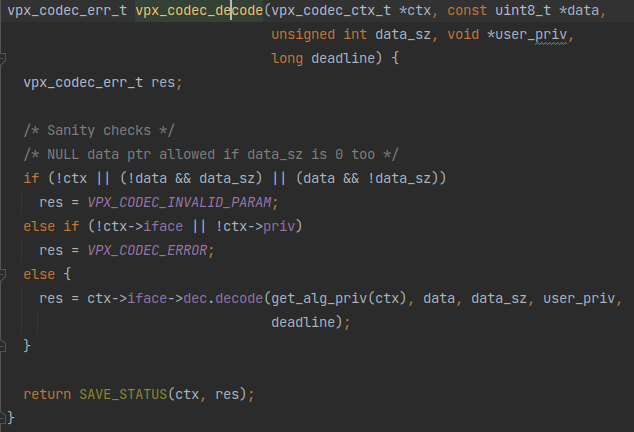 vpx_codec_err_t vpx_codec_decode(vpx_codec_ctx_t *ctx, const uint8_t *data,
                                 unsigned int data_sz, void *user_priv,
                                 long deadline) {
  vpx_codec_err_t res;

  /* Sanity checks */
  /* NULL data ptr allowed if data_sz is 0 too */
  if (!ctx || (!data && data_sz) || (data && !data_sz))
    res = VPX_CODEC_INVALID_PARAM;
  else if (!ctx->iface || !ctx->priv)
    res = VPX_CODEC_ERROR;
  else {
    res = ctx->iface->dec.decode(get_alg_priv(ctx), data, data_sz, user_priv,
                                 deadline);
  }

  return SAVE_STATUS(ctx, res);
}